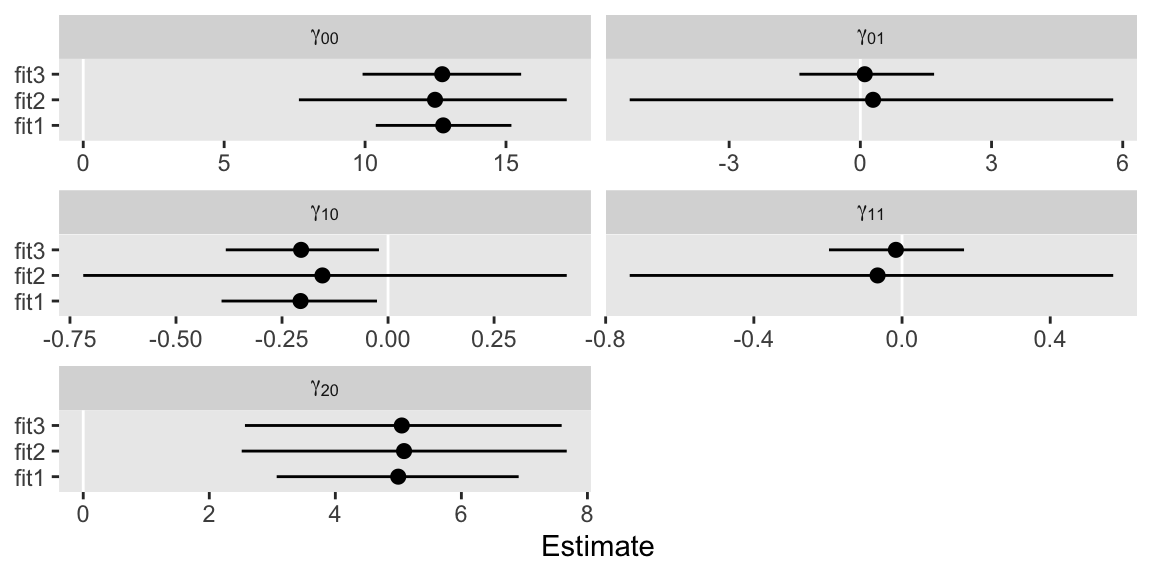 γ₀₀ γ₀₁
fit3
fit2
fit1
0 5 10 15 -3 0 3 6
γ₁₀ γ₁₁
fit3
fit2
fit1
-0.75 -0.50 -0.25 0.00 0.25 -0.8 -0.4 0.0 0.4
γ₂₀
fit3
fit2
fit1
0 2 4 6 8
Estimate